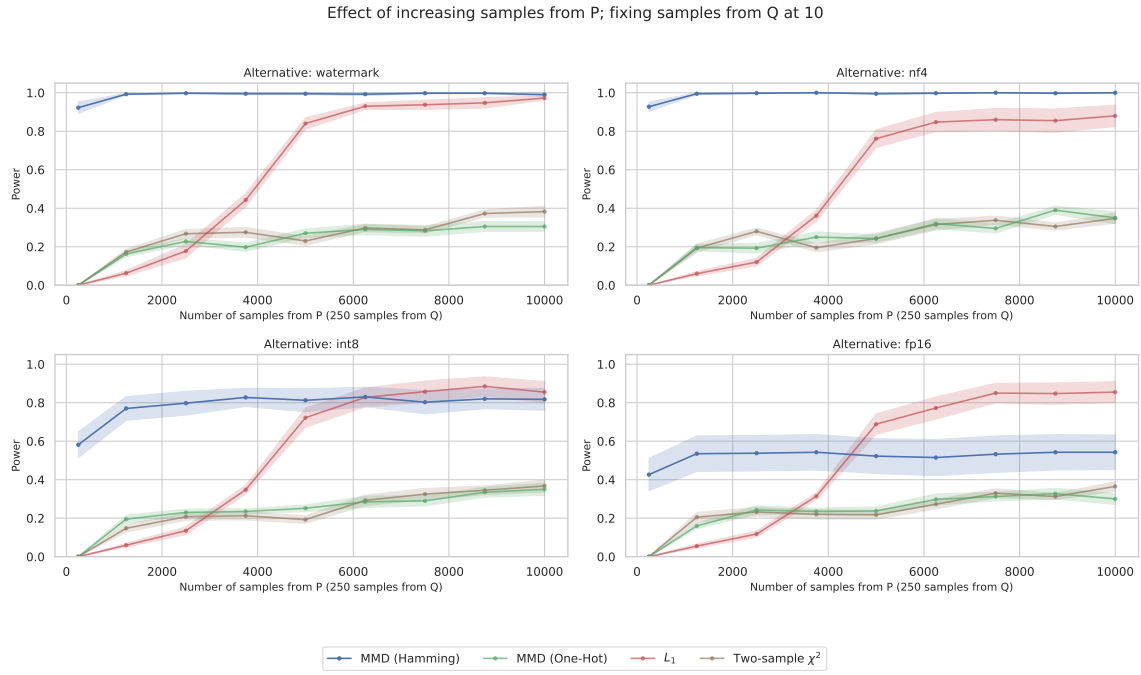 Effect of increasing samples from P; fixing samples from Q at 10
Alternative: watermark
Power
1.0
0.8
0.6
0.4
0.2
0.0
0 2000 4000 6000 8000 10000
Number of samples from P (250 samples from Q)
Alternative: nf4
Power
1.0
0.8
0.6
0.4
0.2
0.0
0 2000 4000 6000 8000 10000
Number of samples from P (250 samples from Q)
Alternative: int8
Power
1.0
0.8
0.6
0.4
0.2
0.0
0 2000 4000 6000 8000 10000
Number of samples from P (250 samples from Q)
Alternative: fp16
Power
1.0
0.8
0.6
0.4
0.2
0.0
0 2000 4000 6000 8000 10000
Number of samples from P (250 samples from Q)
MMD (Hamming) MMD (One-Hot) L₁ Two-sample χ²